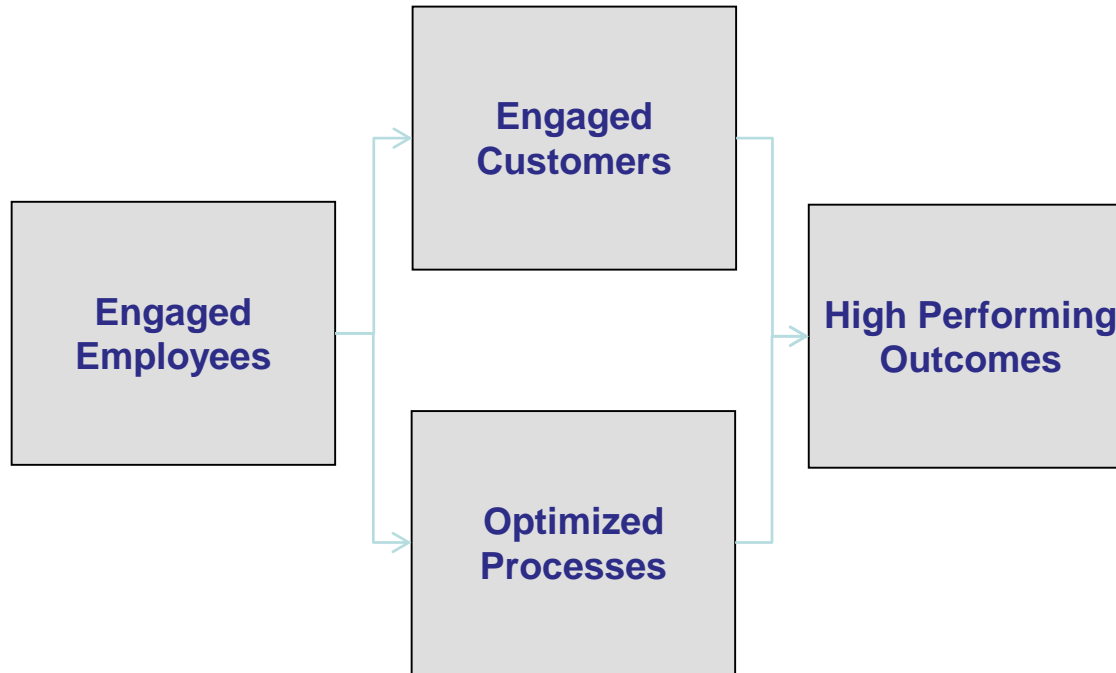 Engaged
Customers
Engaged
Employees
High Performing
Outcomes
Optimized
Processes